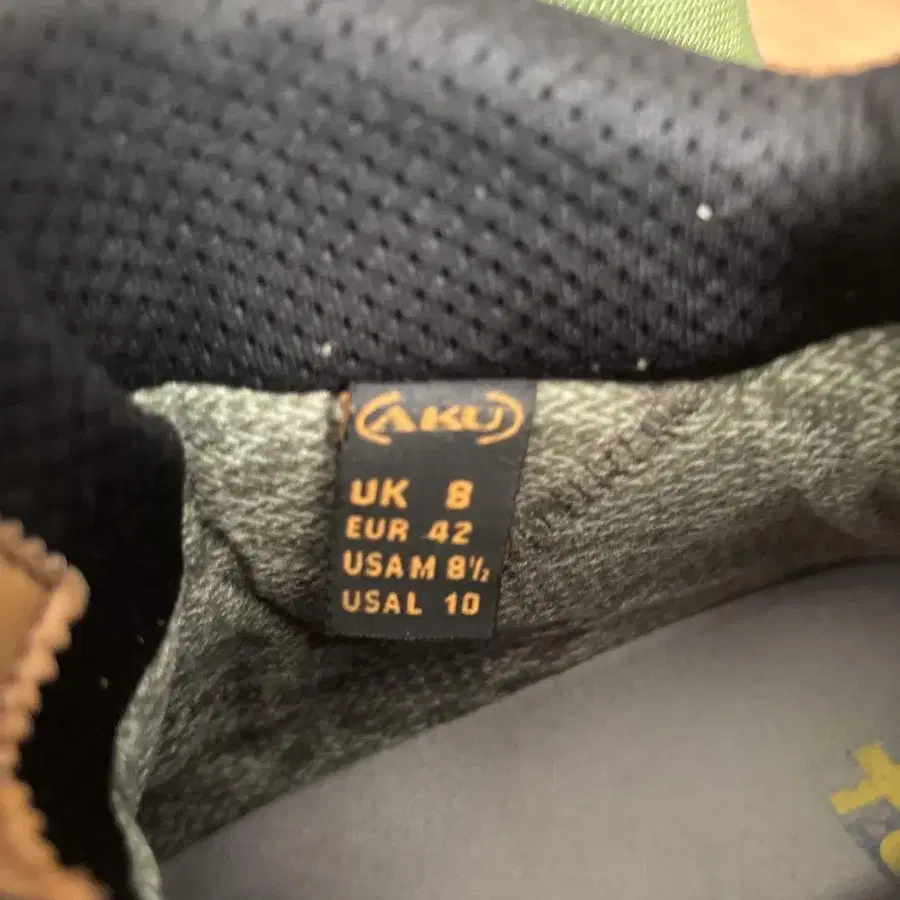 AKU
UK 8
EUR 42
USA M 8½
USA L 10